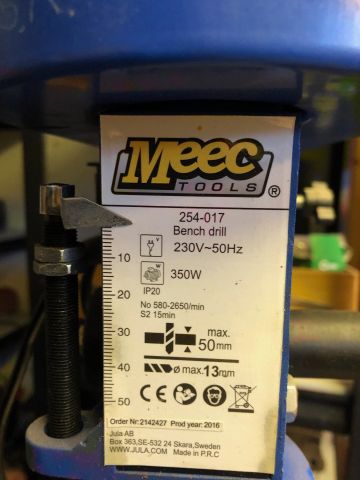 Meec
TOOLS ®
254-017
Bench drill
V 230V~50Hz
W 350W
IP20
No 580-2650/min
S2 15min
max.
50mm
ø max.13mm
CE
10
20
30
40
50
Order Nr:2142427 Prod year:2016
Jula AB
Box 363,SE-532 24 Skara,Sweden
WWW.JULA.COM Made in P.R.C